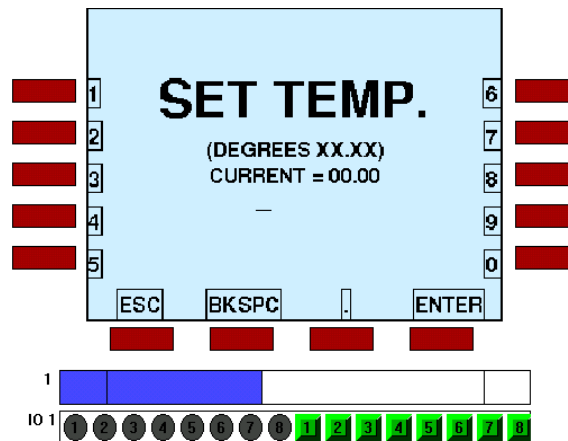 SET TEMP.
(DEGREES XX.XX)
CURRENT = 00.00
_
1 6
2 7
3 8
4 9
5 0
ESC BKSPC . ENTER
1
IO 1 1 2 3 4 5 6 7 8 1 2 3 4 5 6 7 8